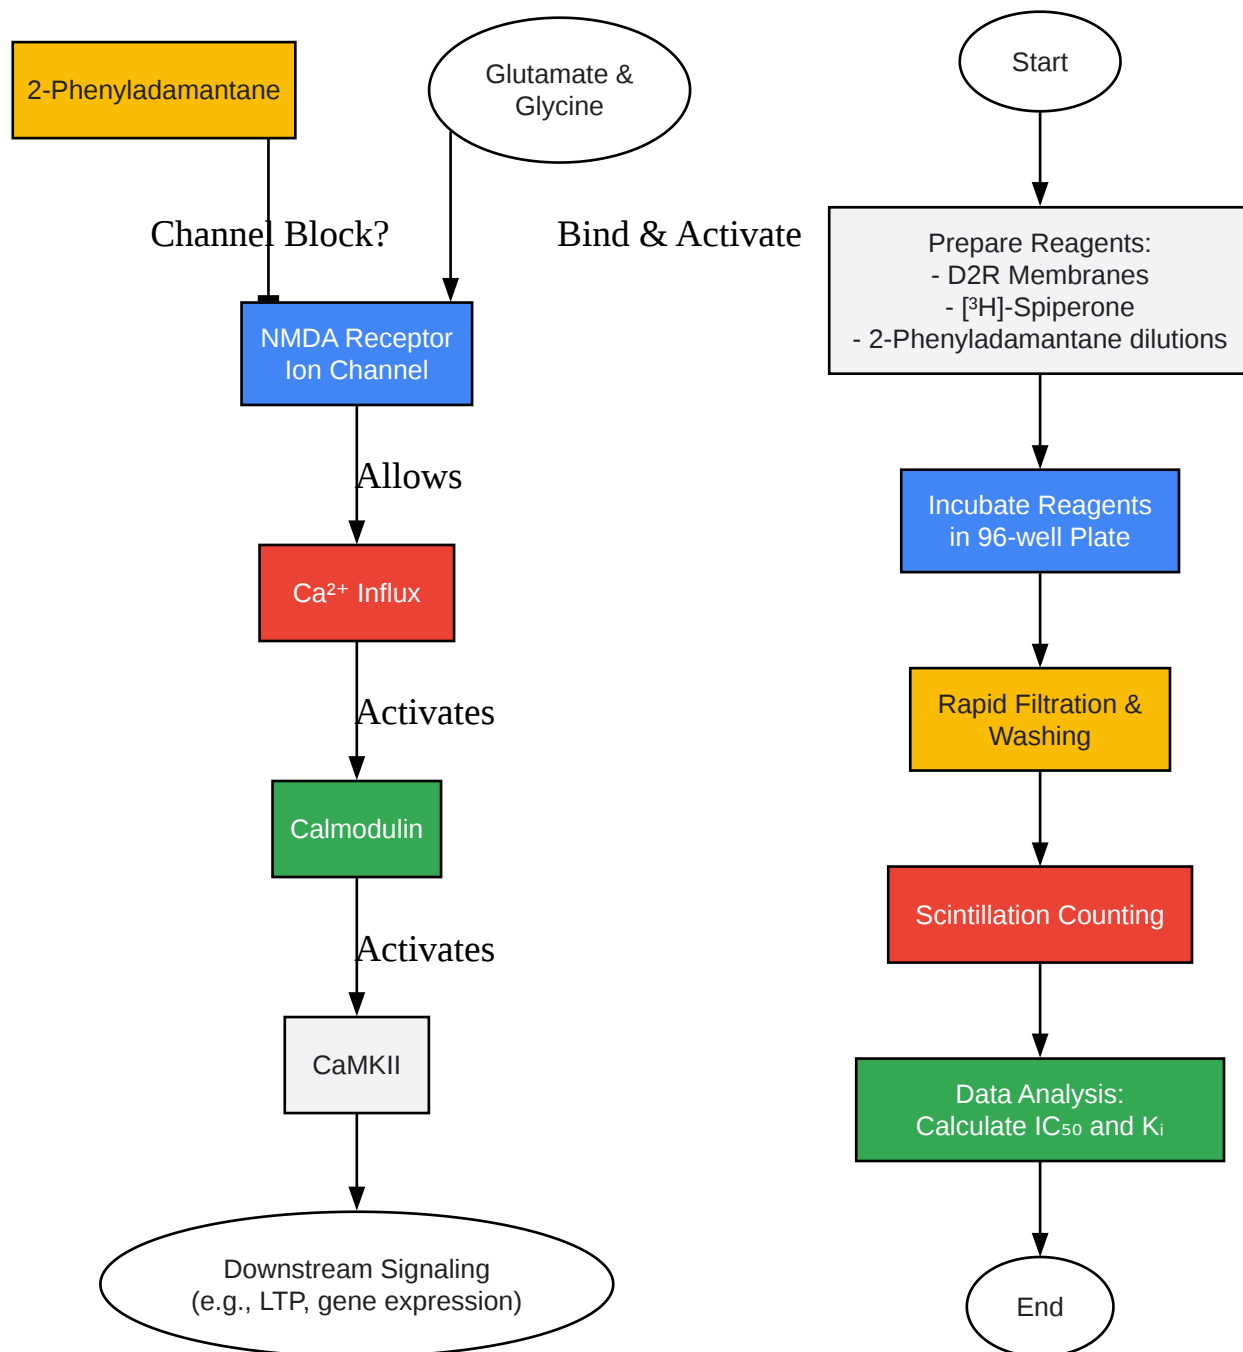 2-Phenyladamantane
Glutamate &
Glycine
Channel Block?
Bind & Activate
NMDA Receptor
Ion Channel
Allows
Ca²⁺ Influx
Activates
Calmodulin
Activates
CaMKII
Downstream Signaling
(e.g., LTP, gene expression)
Start
Prepare Reagents:
- D2R Membranes
- [³H]-Spiperone
- 2-Phenyladamantane dilutions
Incubate Reagents
in 96-well Plate
Rapid Filtration &
Washing
Scintillation Counting
Data Analysis:
Calculate IC₅₀ and Kᵢ
End